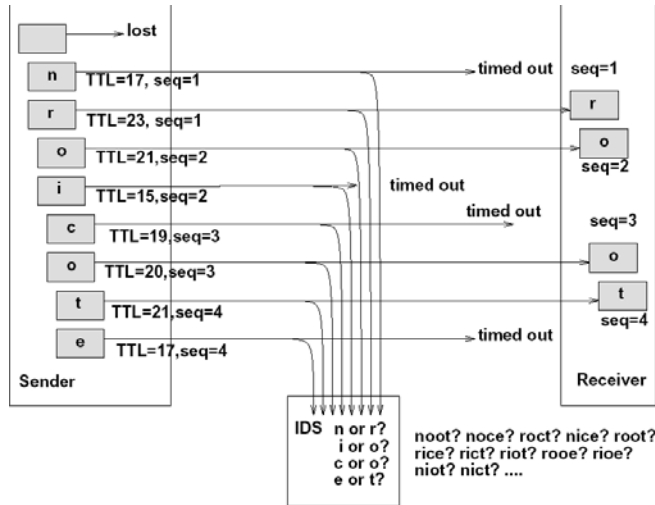 lost
n
TTL=17, seq=1
timed out
seq=1
r
TTL=23, seq=1
r
o
TTL=21,seq=2
o
seq=2
i
TTL=15,seq=2
timed out
c
TTL=19,seq=3
timed out
seq=3
o
TTL=20,seq=3
o
t
TTL=21,seq=4
t
seq=4
e
TTL=17,seq=4
timed out
Sender
Receiver
IDS n or r?
i or o?
c or o?
e or t?
noot? noce? roct? nice? root?
rice? rict? riot? rooe? rioe?
niot? nict? ....